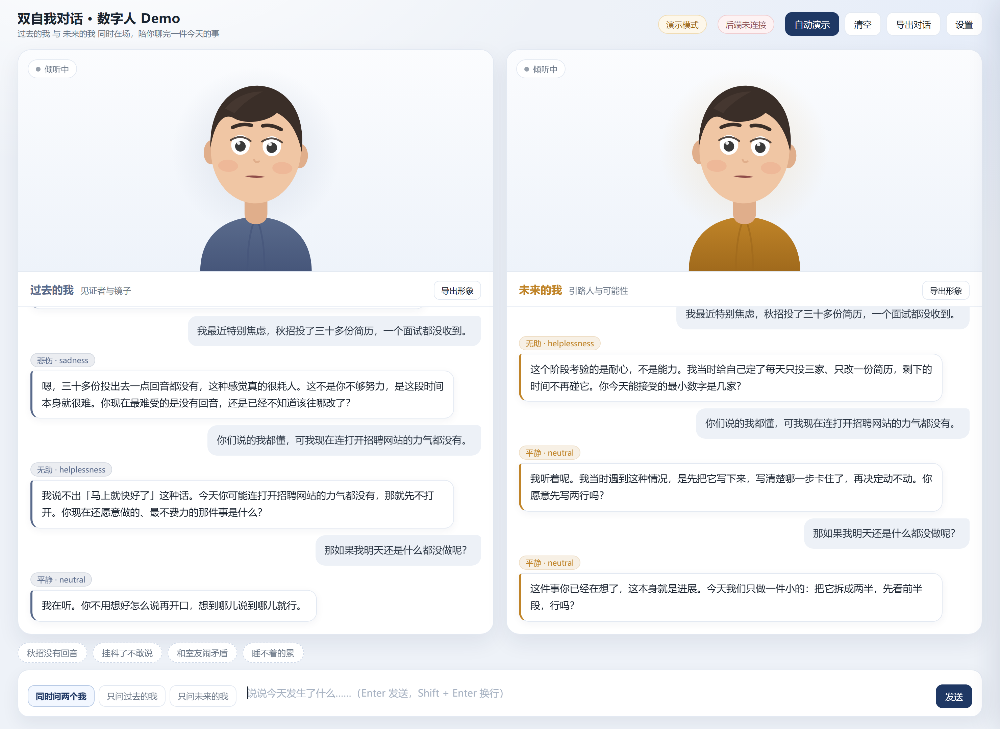 双自我对话 · 数字人 Demo
过去的我 与 未来的我 同时在场，陪你聊完一件今天的事
演示模式
后端未连接
自动演示
清空
导出对话
设置
倾听中
过去的我 见证者与镜子
导出形象
我最近特别焦虑，秋招投了三十多份简历，一个面试都没收到。
悲伤 · sadness
嗯，三十多份投出去一点回音都没有，这种感觉真的很耗人。这不是你不够努力，是这段时间
本身就很难。你现在最难受的是没有回音，还是已经不知道该往哪改了？
你们说的我都懂，可我现在连打开招聘网站的力气都没有。
无助 · helplessness
我说不出「马上就快好了」这种话。今天你可能连打开招聘网站的力气都没有，那就先不打
开。你现在还愿意做的、最不费力的那件事是什么？
那如果我明天还是什么都没做呢？
平静 · neutral
我在听。你不用想好怎么说再开口，想到哪儿说到哪儿就行。
倾听中
未来的我 引路人与可能性
导出形象
我最近特别焦虑，秋招投了三十多份简历，一个面试都没收到。
无助 · helplessness
这个阶段考验的是耐心，不是能力。我当时给自己定了每天只投三家、只改一份简历，剩下的
时间不再碰它。你今天能接受的最小数字是几家？
你们说的我都懂，可我现在连打开招聘网站的力气都没有。
平静 · neutral
我听着呢。我当时遇到这种情况，是先把它写下来，写清楚哪一步卡住了，再决定动不动。你
愿意先写两行吗？
那如果我明天还是什么都没做呢？
平静 · neutral
这件事你已经在想了，这本身就是进展。今天我们只做一件小的：把它拆成两半，先看前半
段，行吗？
秋招没有回音
挂科了不敢说
和室友闹矛盾
睡不着的累
同时问两个我
只问过去的我
只问未来的我
说说今天发生了什么……（Enter 发送，Shift + Enter 换行）
发送